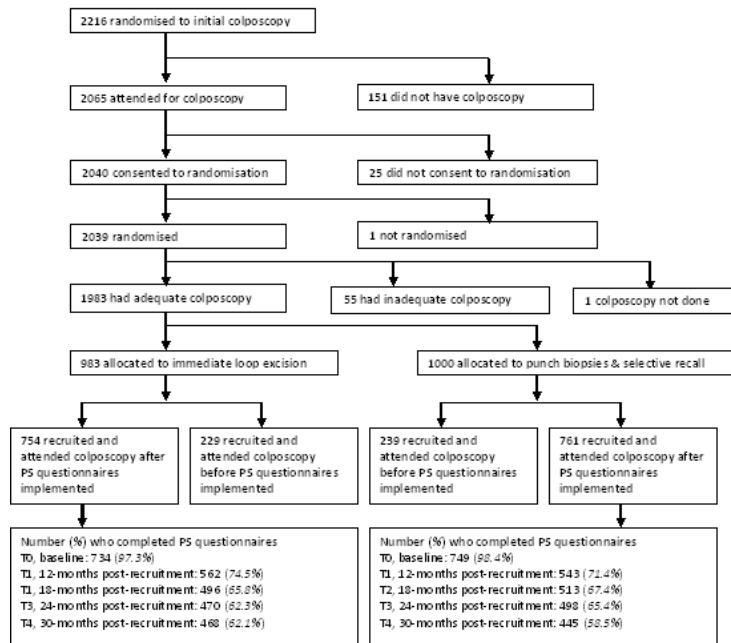 2216 randomised to initial colposcopy
2065 attended for colposcopy
151 did not have colposcopy
2040 consented to randomisation
25 did not consent to randomisation
2039 randomised
1 not randomised
1983 had adequate colposcopy
55 had inadequate colposcopy
1 colposcopy not done
983 allocated to immediate loop excision
1000 allocated to punch biopsies & selective recall
754 recruited and
attended colposcopy after
PS questionnaires
implemented
229 recruited and
attended colposcopy
before PS questionnaires
implemented
239 recruited and
attended colposcopy
before PS questionnaires
implemented
761 recruited and
attended colposcopy after
PS questionnaires
implemented
Number (%) who completed PS questionnaires
T0, baseline: 734 (97.3%)
T1, 12-months post-recruitment: 562 (74.5%)
T1, 18-months post-recruitment: 496 (65.8%)
T3, 24-months post-recruitment: 470 (62.3%)
T4, 30-months post-recruitment: 468 (62.1%)
Number (%) who completed PS questionnaires
T0, baseline: 749 (98.4%)
T1, 12-months post-recruitment: 543 (71.4%)
T2, 18-months post-recruitment: 513 (67.4%)
T3, 24-months post-recruitment: 498 (65.4%)
T4, 30-months post-recruitment: 445 (58.5%)